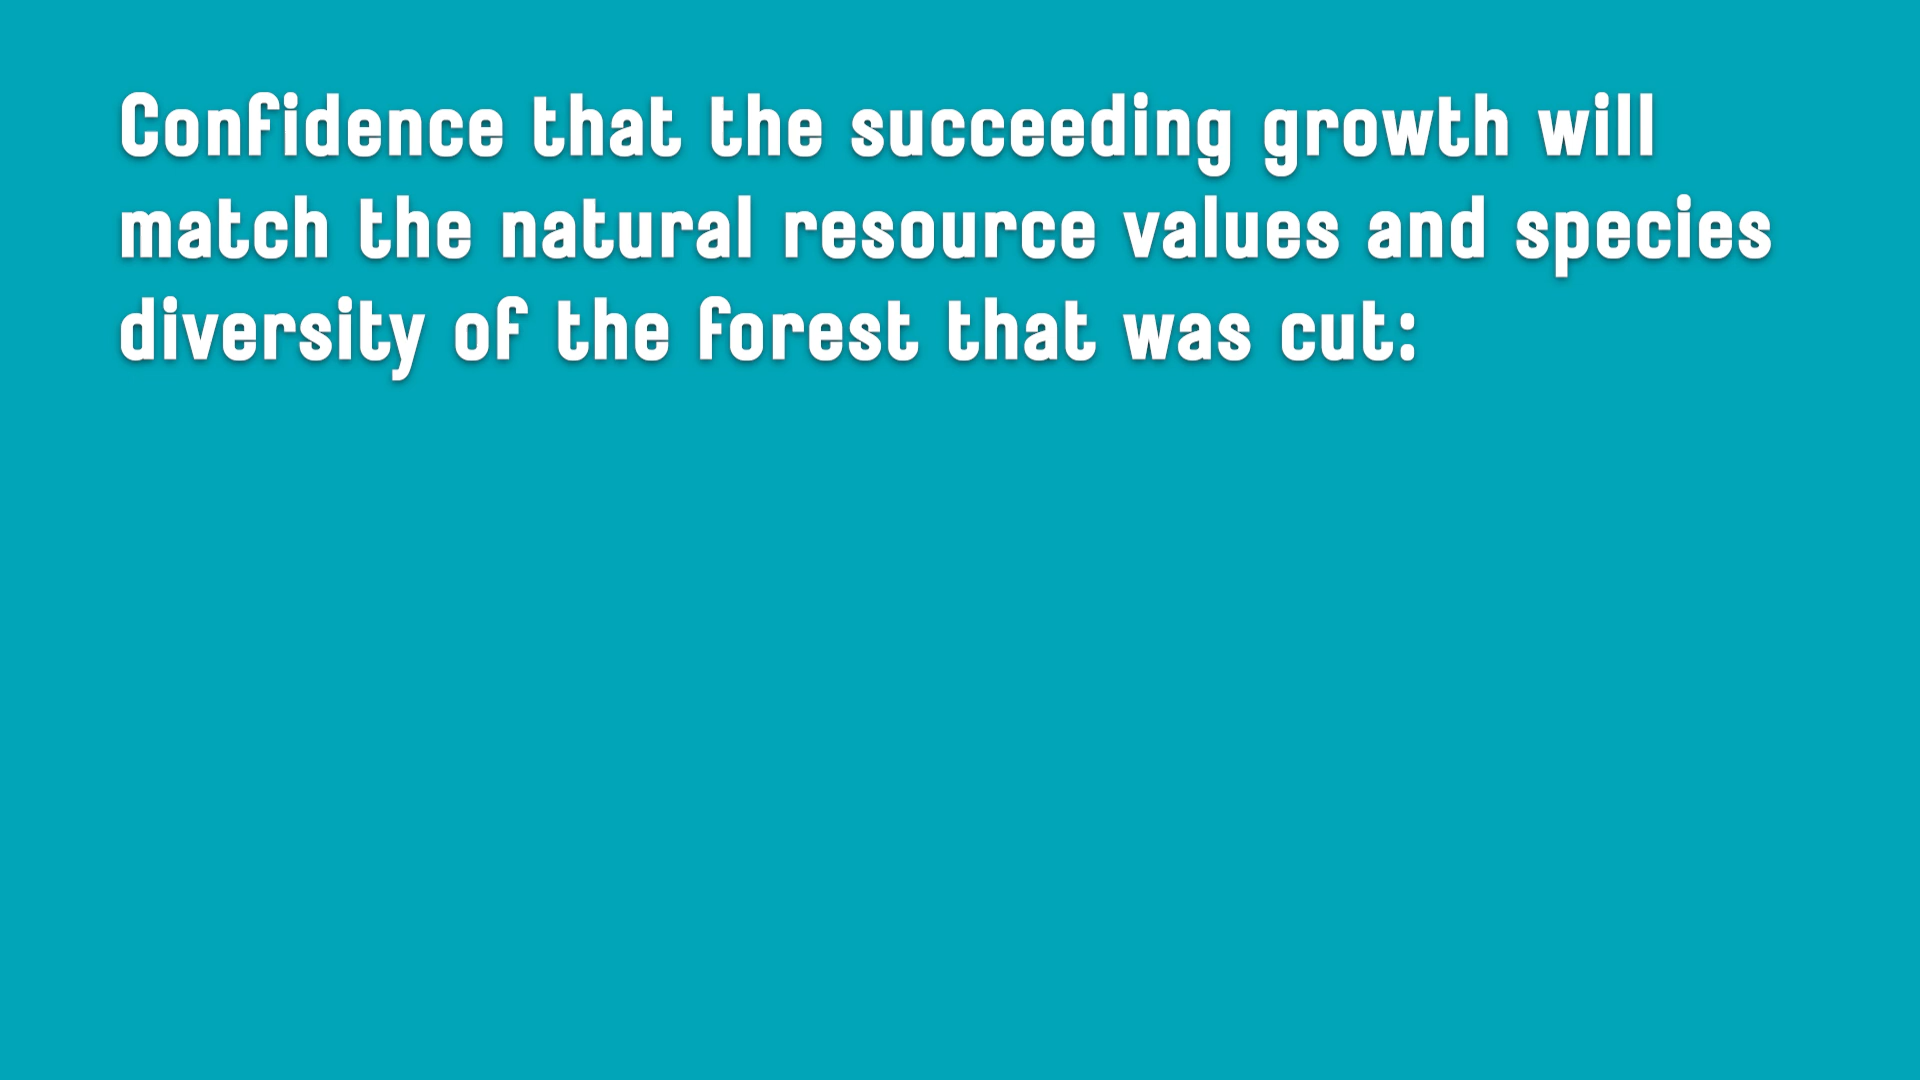 Confidence that the succeeding growth will
match the natural resource values and species
diversity of the forest that was cut: